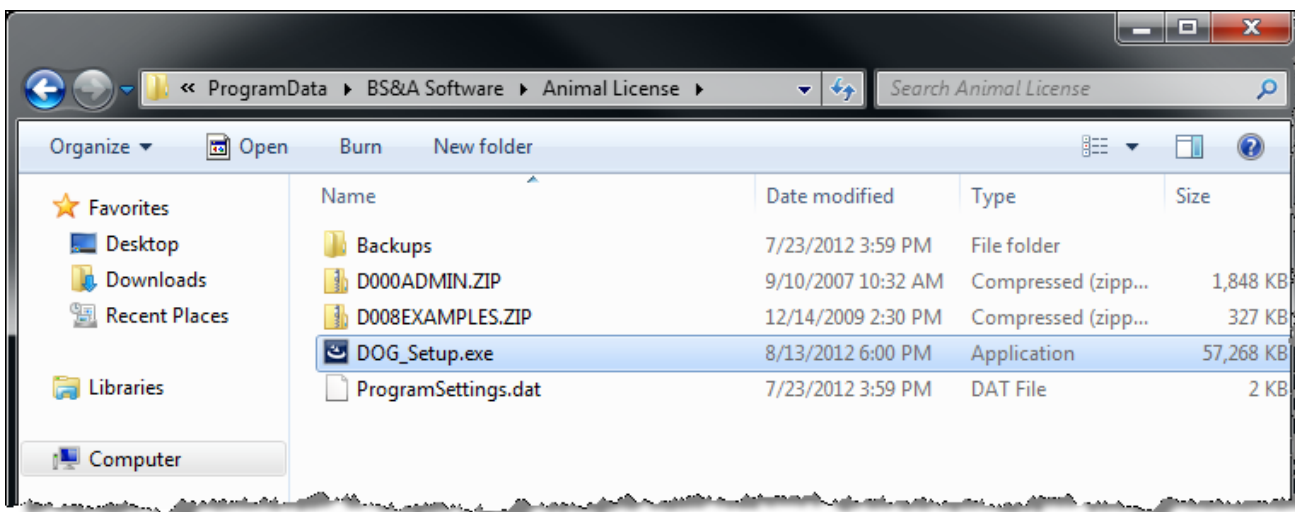 « ProgramData ▸ BS&A Software ▸ Animal License ▸ Search Animal License
Organize Open Burn New folder
Name Date modified Type Size
Favorites
Desktop
Downloads
Recent Places
Libraries
Computer
Backups 7/23/2012 3:59 PM File folder
D000ADMIN.ZIP 9/10/2007 10:32 AM Compressed (zipp... 1,848 KB
D008EXAMPLES.ZIP 12/14/2009 2:30 PM Compressed (zipp... 327 KB
DOG_Setup.exe 8/13/2012 6:00 PM Application 57,268 KB
ProgramSettings.dat 7/23/2012 3:59 PM DAT File 2 KB